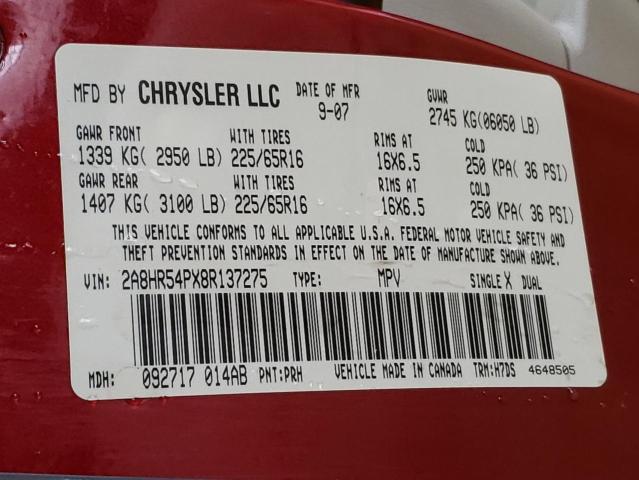 MFD BY CHRYSLER LLC DATE OF MFR GVWR
9-07 2745 KG(06050 LB)
GAWR FRONT WITH TIRES RIMS AT COLD
1339 KG( 2950 LB) 225/65R16 16X6.5 250 KPA( 36 PSI)
GAWR REAR WITH TIRES RIMS AT COLD
1407 KG( 3100 LB) 225/65R16 16X6.5 250 KPA( 36 PSI)
THIS VEHICLE CONFORMS TO ALL APPLICABLE U.S.A. FEDERAL MOTOR VEHICLE SAFETY AND
THEFT PREVENTION STANDARDS IN EFFECT ON THE DATE OF MANUFACTURE SHOWN ABOVE.
VIN: 2A8HR54PX8R137275 TYPE: MPV SINGLE X DUAL
MDH: 092717 014AB PNT:PRH VEHICLE MADE IN CANADA TRM:H7DS 4648505